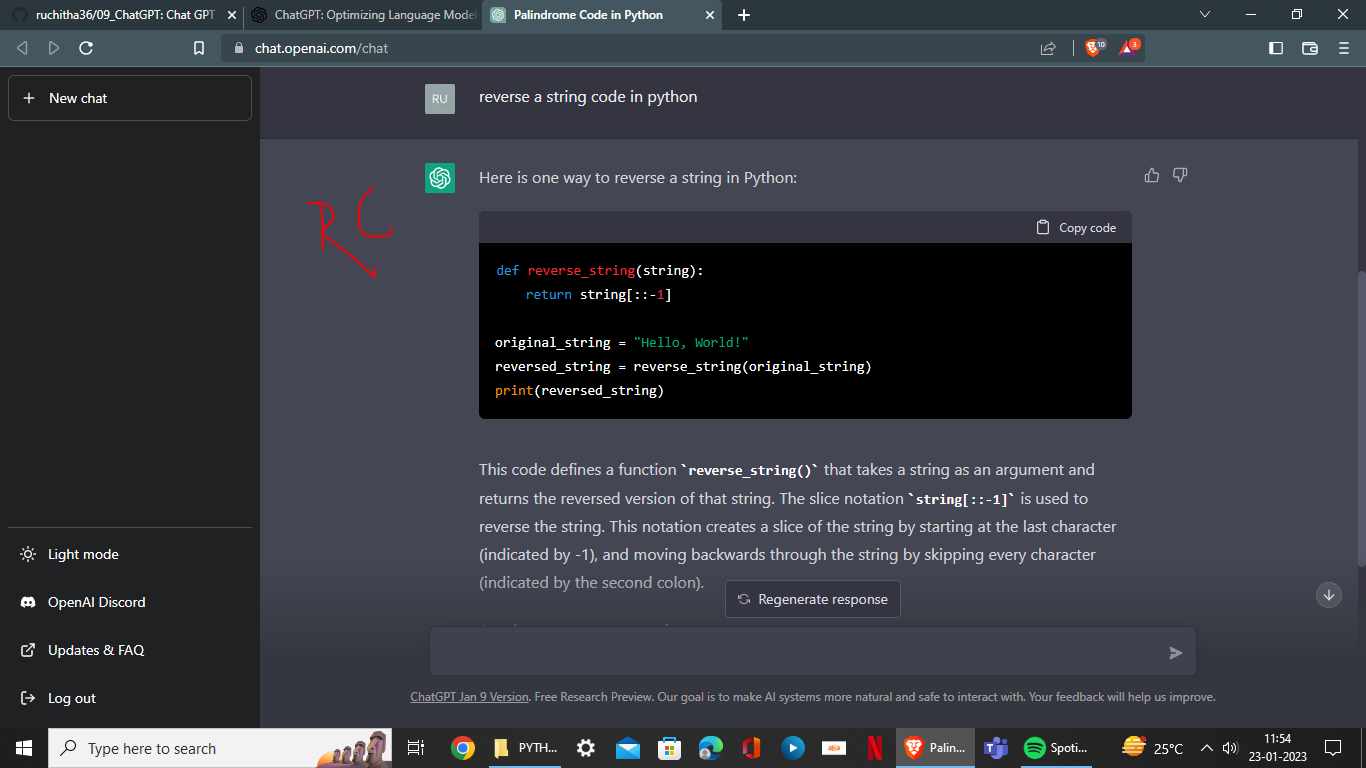 ruchitha36/09_ChatGPT: Chat GPT
ChatGPT: Optimizing Language Model
Palindrome Code in Python
chat.openai.com/chat
10
3
New chat
RU
reverse a string code in python
Here is one way to reverse a string in Python:
RC
Copy code
def reverse_string(string):
    return string[::-1]
original_string = "Hello, World!"
reversed_string = reverse_string(original_string)
print(reversed_string)
This code defines a function `reverse_string()` that takes a string as an argument and
returns the reversed version of that string. The slice notation `string[::-1]` is used to
reverse the string. This notation creates a slice of the string by starting at the last character
(indicated by -1), and moving backwards through the string by skipping every character
(indicated by the second colon).
Regenerate response
Light mode
OpenAI Discord
Updates & FAQ
Log out
ChatGPT Jan 9 Version. Free Research Preview. Our goal is to make AI systems more natural and safe to interact with. Your feedback will help us improve.
Type here to search
PYTH...
Palin...
Spoti...
25°C
11:54
23-01-2023